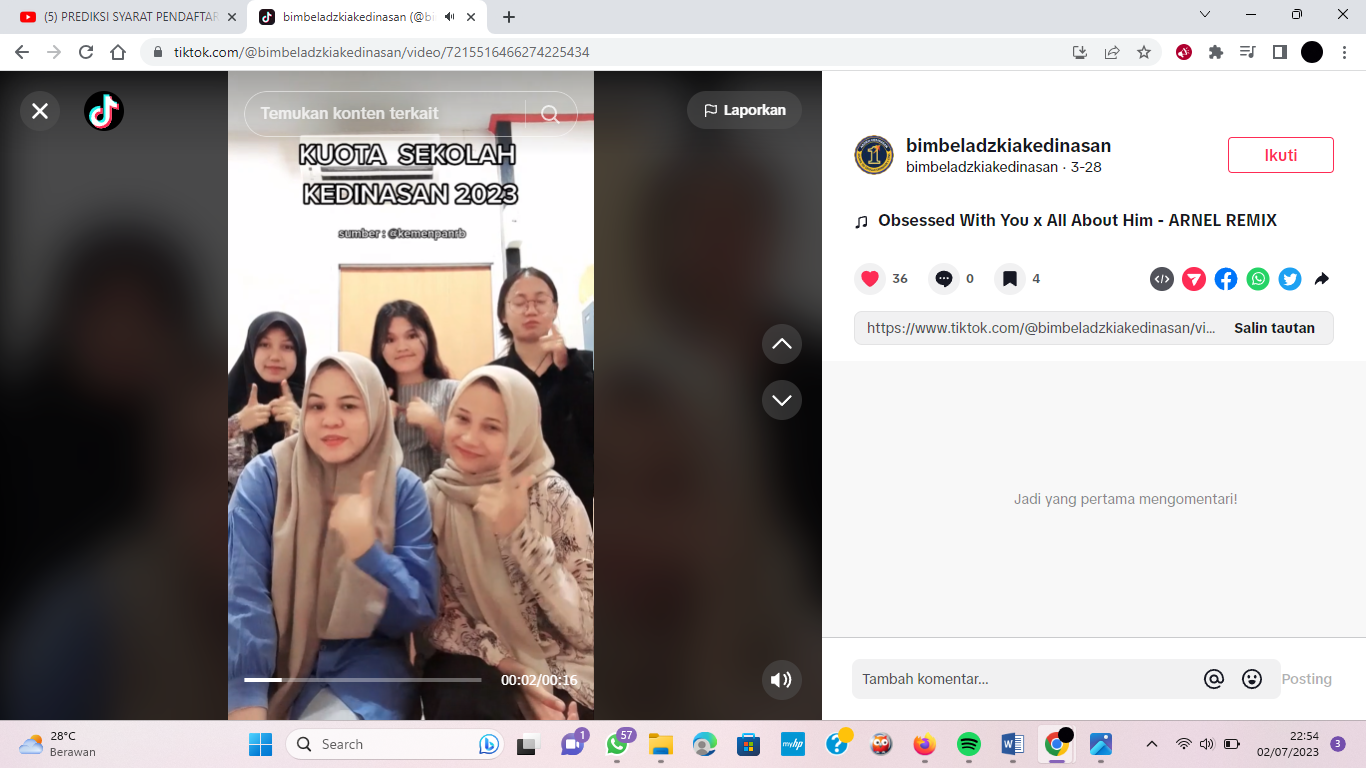 (5) PREDIKSI SYARAT PENDAFTAR
bimbeladzkiakedinasan (@b
tiktok.com/@bimbeladzkiakedinasan/video/7215516466274225434
Temukan konten terkait
Laporkan
KUOTA SEKOLAH
KEDINASAN 2023
sumber : @kemenpanrb
00:02/00:16
bimbeladzkiakedinasan
bimbeladzkiakedinasan · 3-28
Ikuti
Obsessed With You x All About Him - ARNEL REMIX
36
0
4
https://www.tiktok.com/@bimbeladzkiakedinasan/vi...
Salin tautan
Jadi yang pertama mengomentari!
Tambah komentar...
Posting
28°C
Berawan
Search
1
57
myhp
22:54
02/07/2023
3